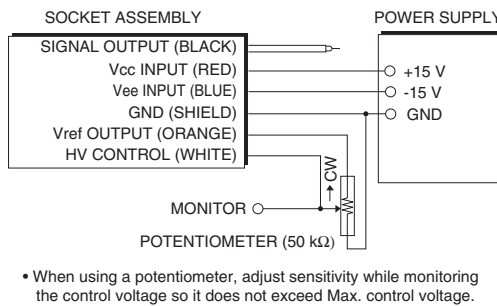 SOCKET ASSEMBLY
POWER SUPPLY
SIGNAL OUTPUT (BLACK)
Vcc INPUT (RED)
Vee INPUT (BLUE)
GND (SHIELD)
Vref OUTPUT (ORANGE)
HV CONTROL (WHITE)
+15 V
-15 V
GND
CW
MONITOR
POTENTIOMETER (50 kΩ)
• When using a potentiometer, adjust sensitivity while monitoring
the control voltage so it does not exceed Max. control voltage.